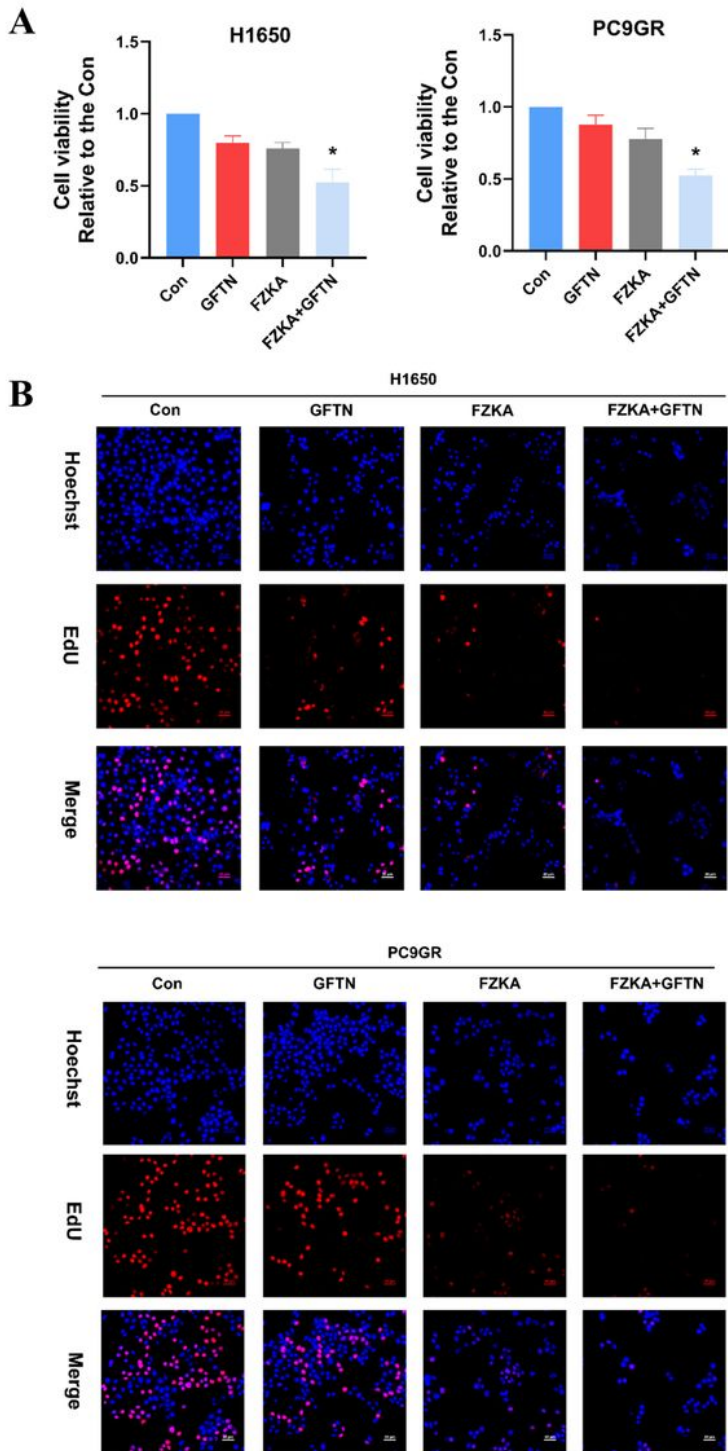 A
H1650
Cell viability
Relative to the Con
1.5
1.0
0.5
0.0
Con
GFTN
FZKA
FZKA+GFTN
*
PC9GR
Cell viability
Relative to the Con
1.5
1.0
0.5
0.0
Con
GFTN
FZKA
FZKA+GFTN
*
B
H1650
Con GFTN FZKA FZKA+GFTN
Hoechst
EdU
Merge
PC9GR
Con GFTN FZKA FZKA+GFTN
Hoechst
EdU
Merge